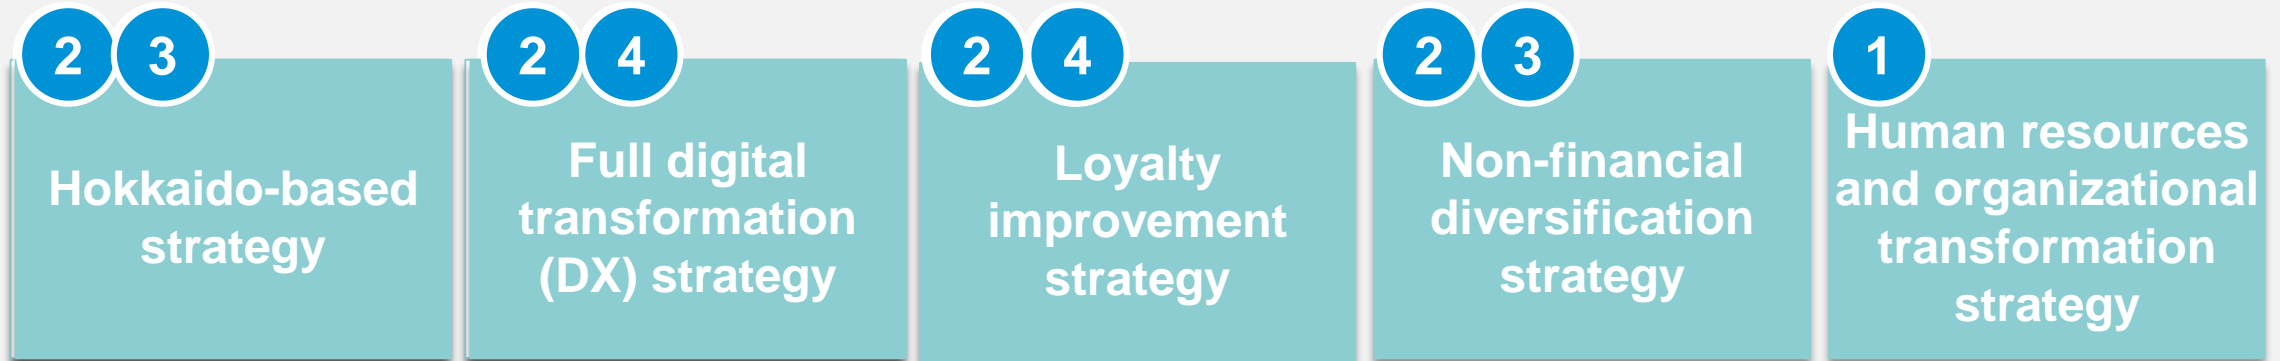 2 3
Hokkaido-based
strategy
2 4
Full digital
transformation
(DX) strategy
2 4
Loyalty
improvement
strategy
2 3
Non-financial
diversification
strategy
1
Human resources
and organizational
transformation
strategy